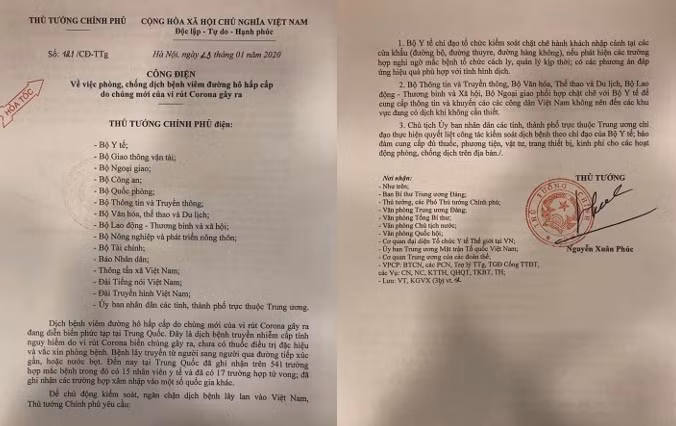 THỦ TƯỚNG CHÍNH PHỦ
CỘNG HÒA XÃ HỘI CHỦ NGHĨA VIỆT NAM
Độc lập - Tự do - Hạnh phúc
Số: 121 /CĐ-TTg
Hà Nội, ngày 23 tháng 01 năm 2020
HỎA TỐC
CÔNG ĐIỆN
Về việc phòng, chống dịch bệnh viêm đường hô hấp cấp
do chủng mới của vi rút Corona gây ra
THỦ TƯỚNG CHÍNH PHỦ điện:
- Bộ Y tế;
- Bộ Giao thông vận tải;
- Bộ Ngoại giao;
- Bộ Công an;
- Bộ Quốc phòng;
- Bộ Thông tin và Truyền thông;
- Bộ Văn hóa, thể thao và Du lịch;
- Bộ Lao động - Thương binh và xã hội;
- Bộ Nông nghiệp và phát triển nông thôn;
- Bộ Tài chính;
- Báo Nhân dân;
- Thông tấn xã Việt Nam;
- Đài Tiếng nói Việt Nam;
- Đài Truyền hình Việt Nam;
- Ủy ban nhân dân các tỉnh, thành phố trực thuộc Trung ương.
Dịch bệnh viêm đường hô hấp cấp do chủng mới của vi rút Corona gây ra
đang diễn biến phức tạp tại Trung Quốc. Đây là dịch bệnh truyền nhiễm cấp tính
nguy hiểm do vi rút Corona biến chủng gây ra, chưa có thuốc điều trị đặc hiệu
và vắc xin phòng bệnh. Bệnh lây truyền từ người sang người qua đường tiếp xúc
gần, hoặc nước bọt. Đến nay tại Trung Quốc đã ghi nhận trên 541 trường
hợp mắc bệnh trong đó có 15 nhân viên y tế và đã có 17 trường hợp tử vong; đã
ghi nhận các trường hợp xâm nhập vào một số quốc gia khác.
Để chủ động kiểm soát, ngăn chặn dịch bệnh lây lan vào Việt Nam,
Thủ tướng Chính phủ yêu cầu:
1. Bộ Y tế chỉ đạo tổ chức kiểm soát chặt chẽ hành khách nhập cảnh tại các
cửa khẩu (đường bộ, đường thuyre, đường hàng không), nếu phát hiện các trường
hợp nghi ngờ mắc bệnh tổ chức cách ly, quản lý kịp thời; có các phương án đáp
ứng hiệu quả phù hợp với tình hình dịch.
2. Bộ Thông tin và Truyền thông, Bộ Văn hóa, Thể thao và Du lịch, Bộ Lao
động - Thương binh và Xã hội, Bộ Ngoại giao phối hợp chặt chẽ với Bộ Y tế để
cung cấp thông tin và khuyến cáo các công dân Việt Nam không nên đến các khu
vực đang có dịch khi không cần thiết.
3. Chủ tịch Ủy ban nhân dân các tỉnh, thành phố trực thuộc Trung ương chỉ
đạo thực hiện quyết liệt công tác kiểm soát dịch bệnh theo chỉ đạo của Bộ Y tế; bảo
đảm cung cấp đủ thuốc, phương tiện, vật tư, trang thiết bị, kinh phí cho các hoạt
động phòng, chống dịch trên địa bàn./.
Nơi nhận:
- Như trên;
- Ban Bí thư Trung ương Đảng;
- Thủ tướng, các Phó Thủ tướng Chính phủ;
- Văn phòng Trung ương Đảng;
- Văn phòng Tổng Bí thư;
- Văn phòng Chủ tịch nước;
- Văn phòng Quốc hội;
- Cơ quan đại diện Tổ chức Y tế Thế giới tại VN;
- Ủy ban Trung ương Mặt trận Tổ quốc Việt Nam;
- Cơ quan Trung ương của các đoàn thể;
- VPCP: BTCN, các PCN, Trợ lý TTg, TGĐ Cổng TTĐT,
các Vụ: CN, NC, KTTH, QHQT, TKBT, TH;
- Lưu: VT, KGVX (3b)
THỦ TƯỚNG
Nguyễn Xuân Phúc